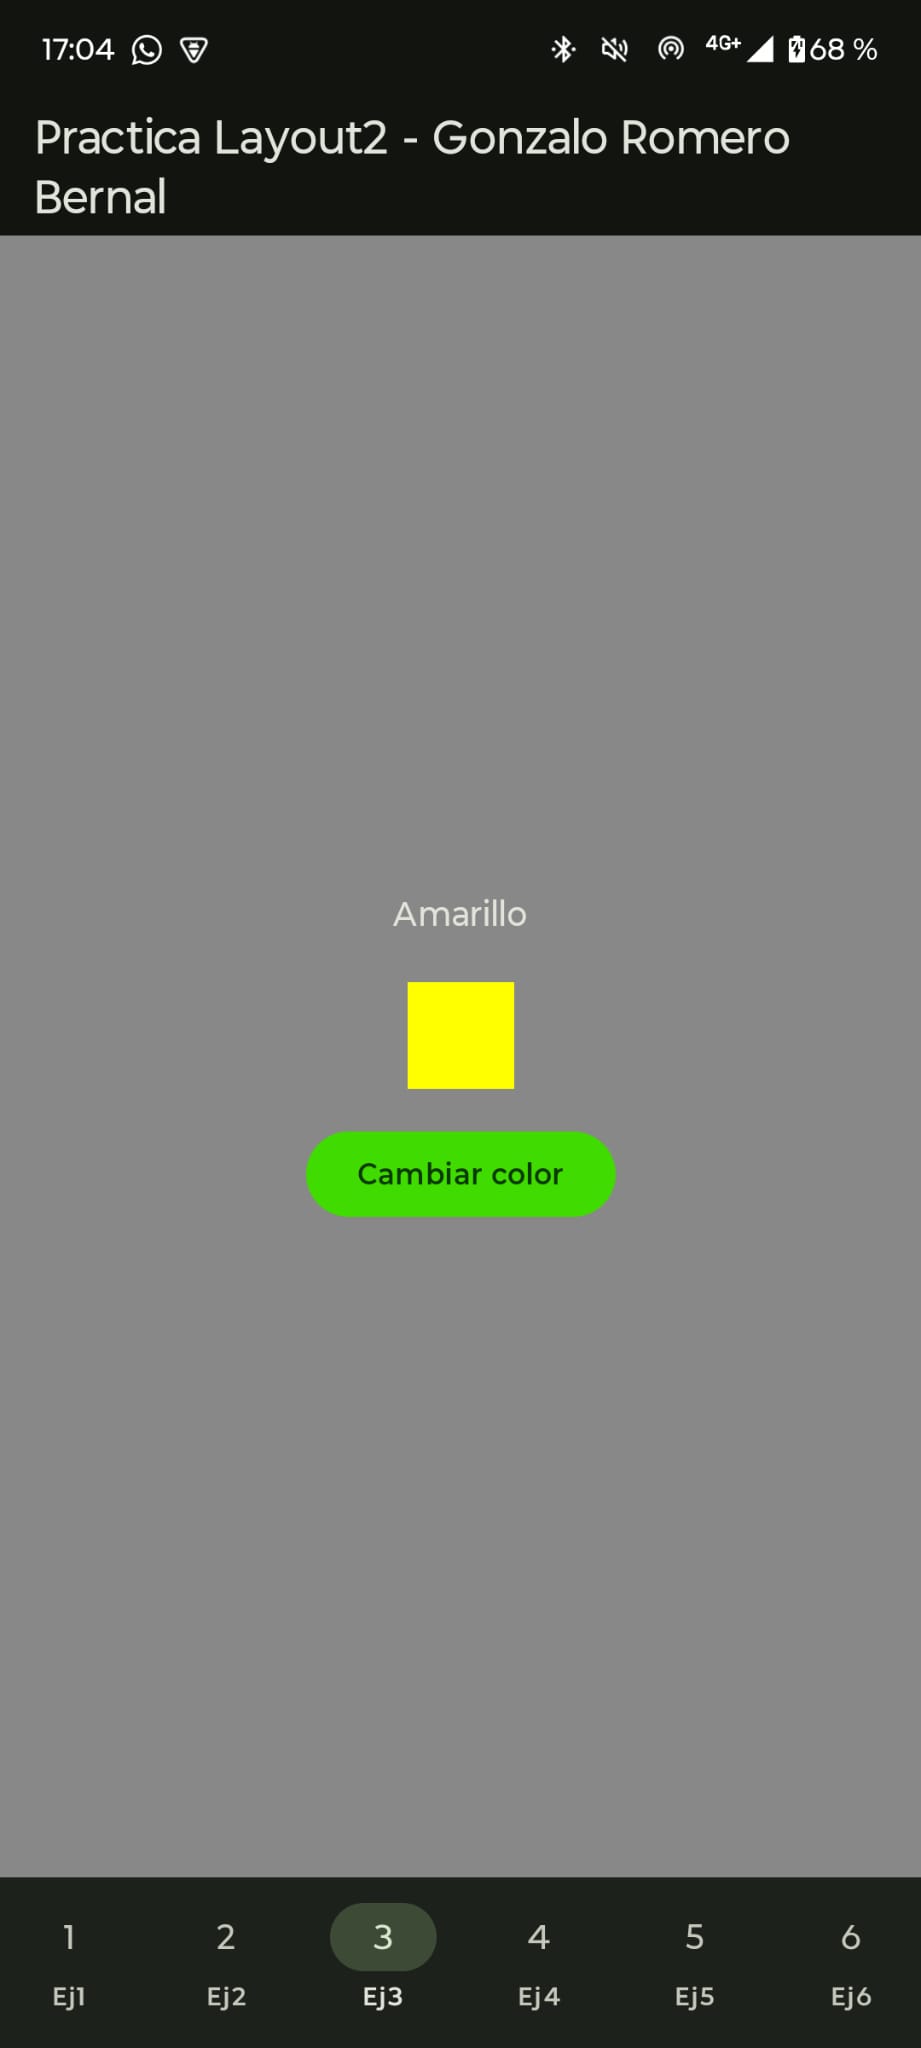 17:04
4G+
68 %
Practica Layout2 - Gonzalo Romero
Bernal
Amarillo
Cambiar color
1 2 3 4 5 6
Ej1 Ej2 Ej3 Ej4 Ej5 Ej6